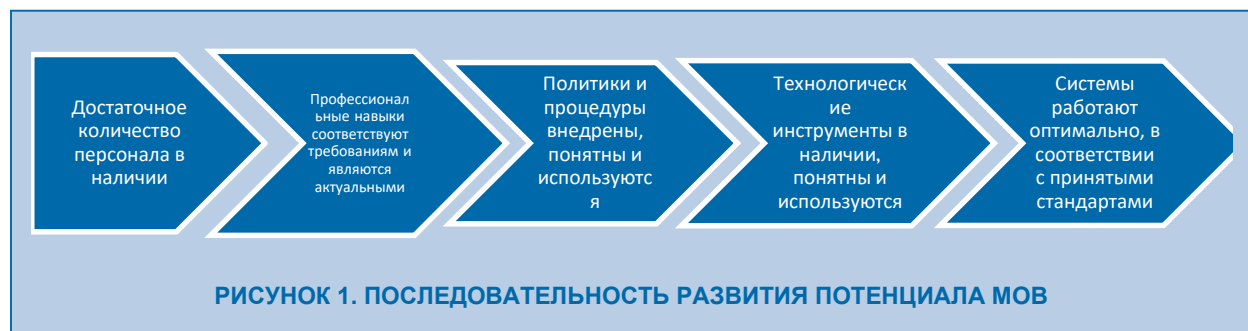 Достаточное
количество
персонала в
наличии
Профессионал
ьные навыки
соответствуют
требованиям и
являются
актуальными
Политики и
процедуры
внедрены,
понятны и
используютс
я
Технологическ
ие
инструменты в
наличии,
понятны и
используются
Системы
работают
оптимально, в
соответствии
с принятыми
стандартами
РИСУНОК 1. ПОСЛЕДОВАТЕЛЬНОСТЬ РАЗВИТИЯ ПОТЕНЦИАЛА МОВ